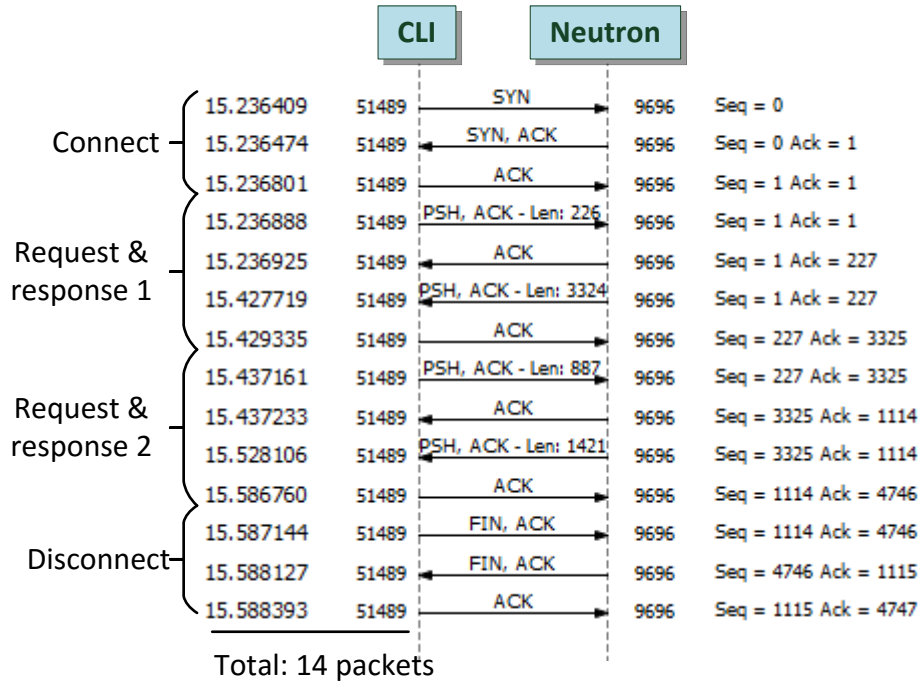 CLI Neutron
Connect
Request &
response 1
Request &
response 2
Disconnect
15.236409 51489 SYN 9696 Seq = 0
15.236474 51489 SYN, ACK 9696 Seq = 0 Ack = 1
15.236801 51489 ACK 9696 Seq = 1 Ack = 1
15.236888 51489 PSH, ACK - Len: 226 9696 Seq = 1 Ack = 1
15.236925 51489 ACK 9696 Seq = 1 Ack = 227
15.427719 51489 PSH, ACK - Len: 3324 9696 Seq = 1 Ack = 227
15.429335 51489 ACK 9696 Seq = 227 Ack = 3325
15.437161 51489 PSH, ACK - Len: 887 9696 Seq = 227 Ack = 3325
15.437233 51489 ACK 9696 Seq = 3325 Ack = 1114
15.528106 51489 PSH, ACK - Len: 1421 9696 Seq = 3325 Ack = 1114
15.586760 51489 ACK 9696 Seq = 1114 Ack = 4746
15.587144 51489 FIN, ACK 9696 Seq = 1114 Ack = 4746
15.588127 51489 FIN, ACK 9696 Seq = 4746 Ack = 1115
15.588393 51489 ACK 9696 Seq = 1115 Ack = 4747
Total: 14 packets